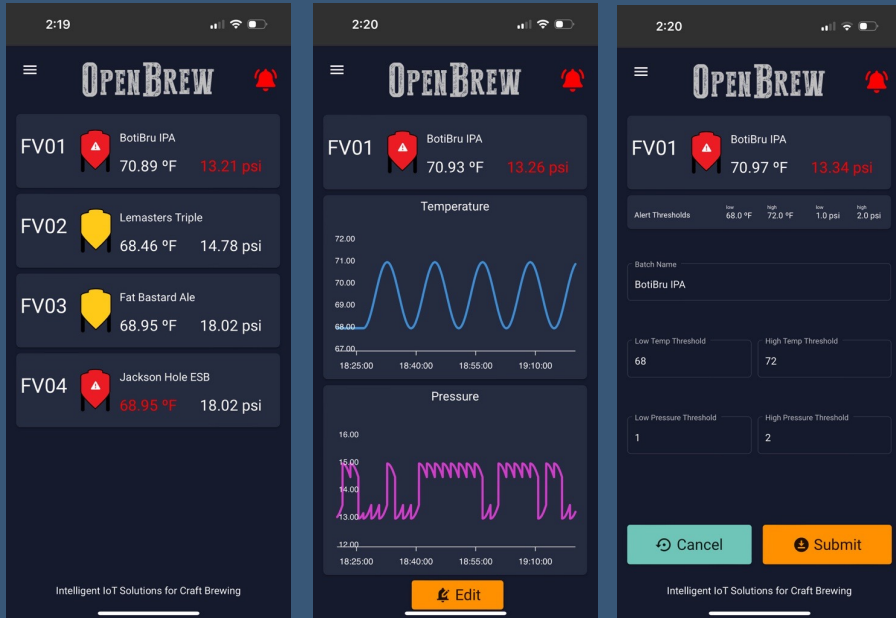 2:19
OPENBREW
FV01
BotiBru IPA
70.89 ºF 13.21 psi
FV02
Lemasters Triple
68.46 ºF 14.78 psi
FV03
Fat Bastard Ale
68.95 ºF 18.02 psi
FV04
Jackson Hole ESB
68.95 ºF 18.02 psi
Intelligent IoT Solutions for Craft Brewing
2:20
OPENBREW
FV01
BotiBru IPA
70.93 ºF 13.26 psi
Temperature
72.00
71.00
70.00
69.00
68.00
67.00
18:25:00 18:40:00 18:55:00 19:10:00
Pressure
16.00
15.00
14.00
13.00
12.00
18:25:00 18:40:00 18:55:00 19:10:00
Edit
2:20
OPENBREW
FV01
BotiBru IPA
70.97 ºF 13.34 psi
low high low high
Alert Thresholds 68.0 ºF 72.0 ºF 1.0 psi 2.0 psi
Batch Name
BotiBru IPA
Low Temp Threshold High Temp Threshold
68 72
Low Pressure Threshold High Pressure Threshold
1 2
Cancel Submit
Intelligent IoT Solutions for Craft Brewing